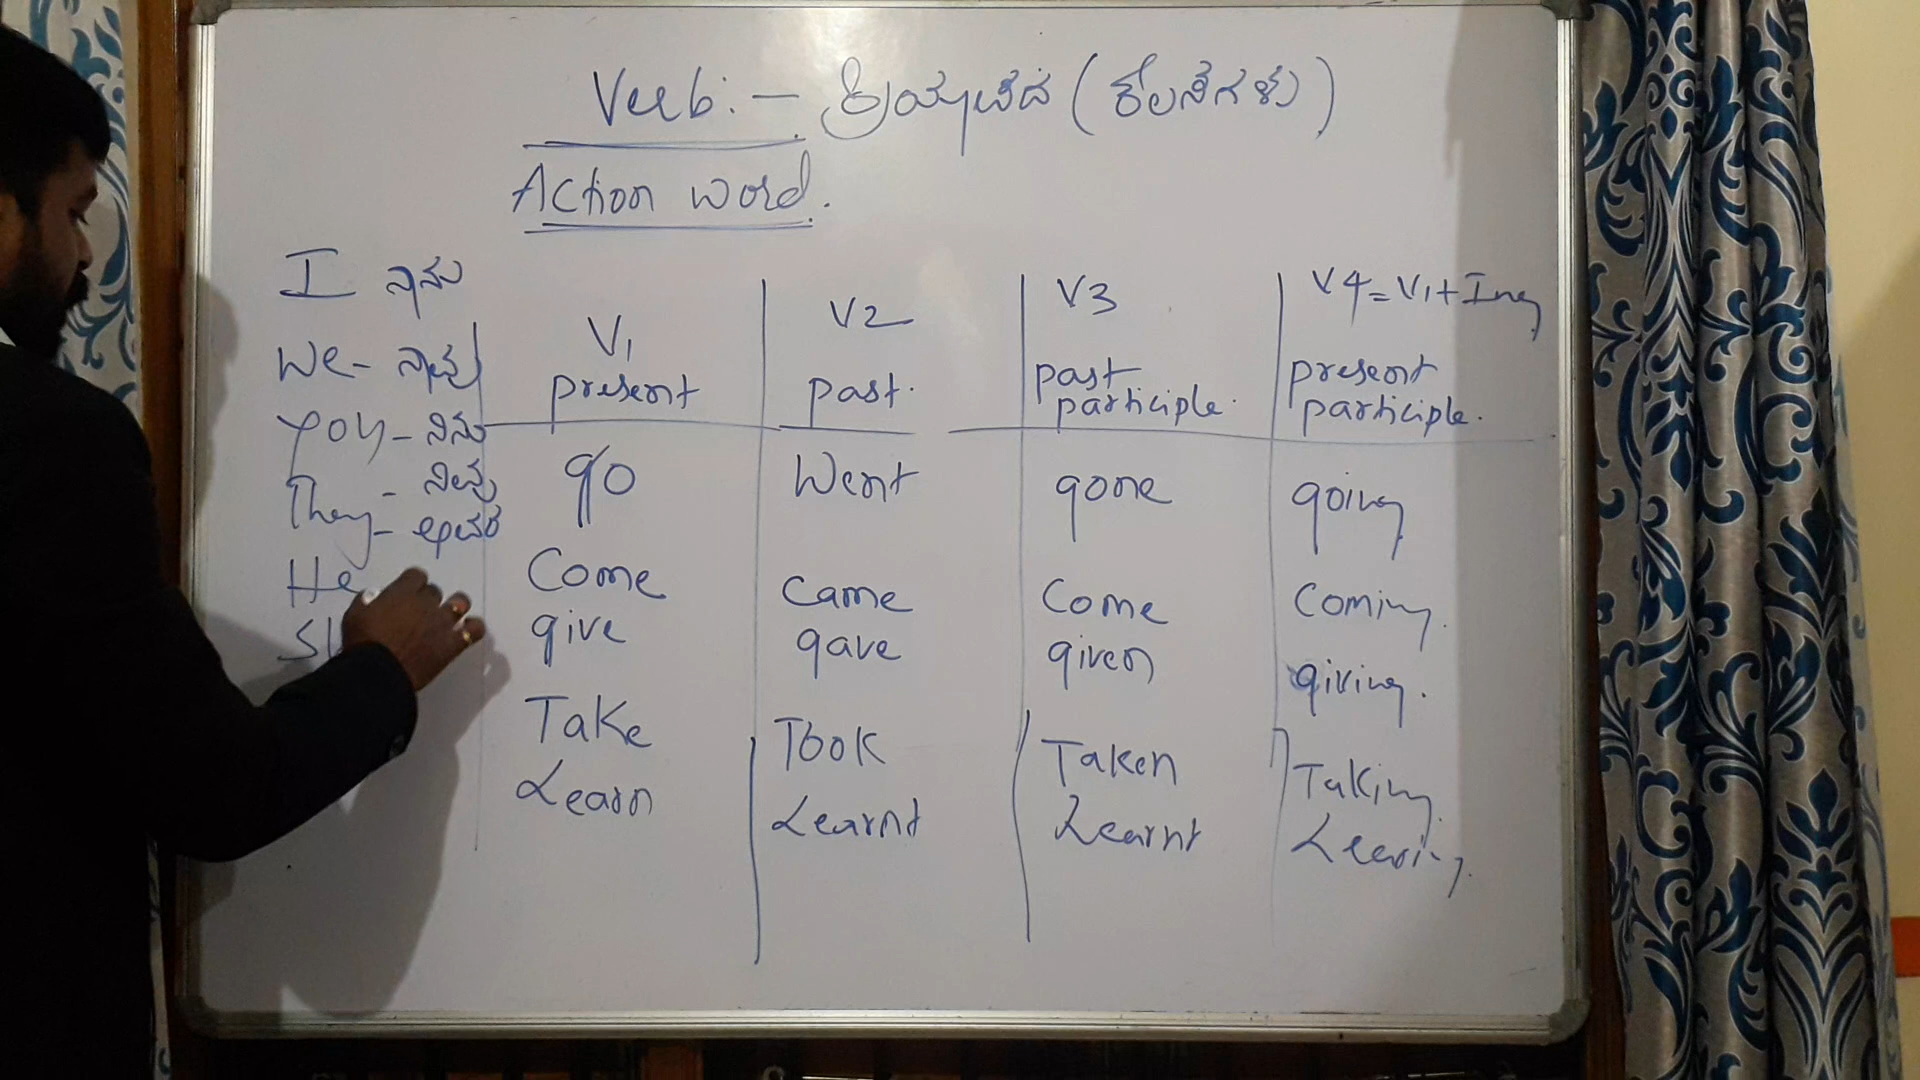 Verb :- ಕ್ರಿಯಾಪದ (ಕೆಲಸಗಳು)
Action word.
I ನಾನು
We - ನಾವು
You - ನಿನು
- ನೀವು
They - ಅವರ
He
V1 present
V2 past.
V3 past participle.
V4 = V1 + Ing present participle.
go Went gone going
Come Came Come Coming.
give gave given giving.
Take Took Taken Taking
Learn Learnt Learnt